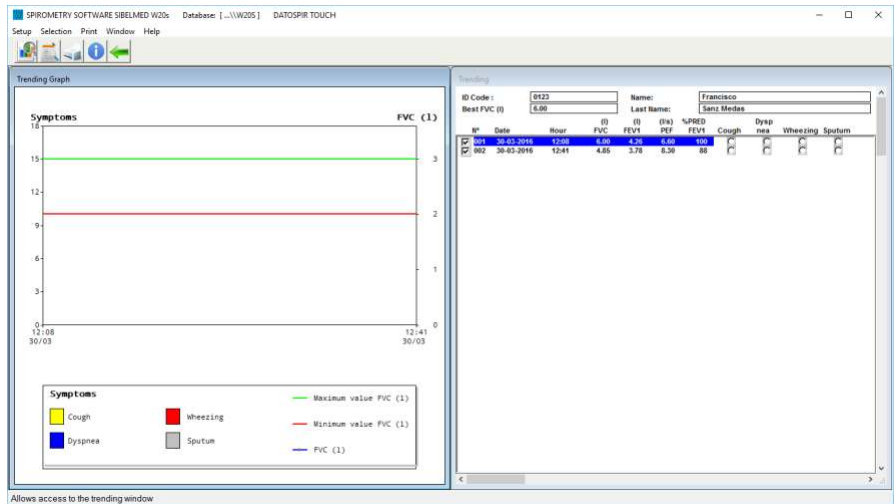 SPIROMETRY SOFTWARE SIBELMED W20s Database: [ ...\\W20S ] DATOSPIR TOUCH
Setup Selection Print Window Help
Trending Graph
Symptoms FVC (l)
18
15 3
12
9 2
6
3 1
0 0
12:08 12:41
30/03 30/03
Symptoms
Cough Wheezing
Dyspnea Sputum
Maximum value FVC (l)
Minimum value FVC (l)
FVC (l)
Trending
ID Code : 0123 Name: Francisco
Best FVC (l) 6.00 Last Name: Sanz Medas
(l) (l) (l/s) %PRED Dysp
Nº Date Hour FVC FEV1 PEF FEV1 Cough nea Wheezing Sputum
001 30-03-2016 12:08 6.00 4.26 6.60 100
002 30-03-2016 12:41 4.85 3.78 8.30 88
Allows access to the trending window